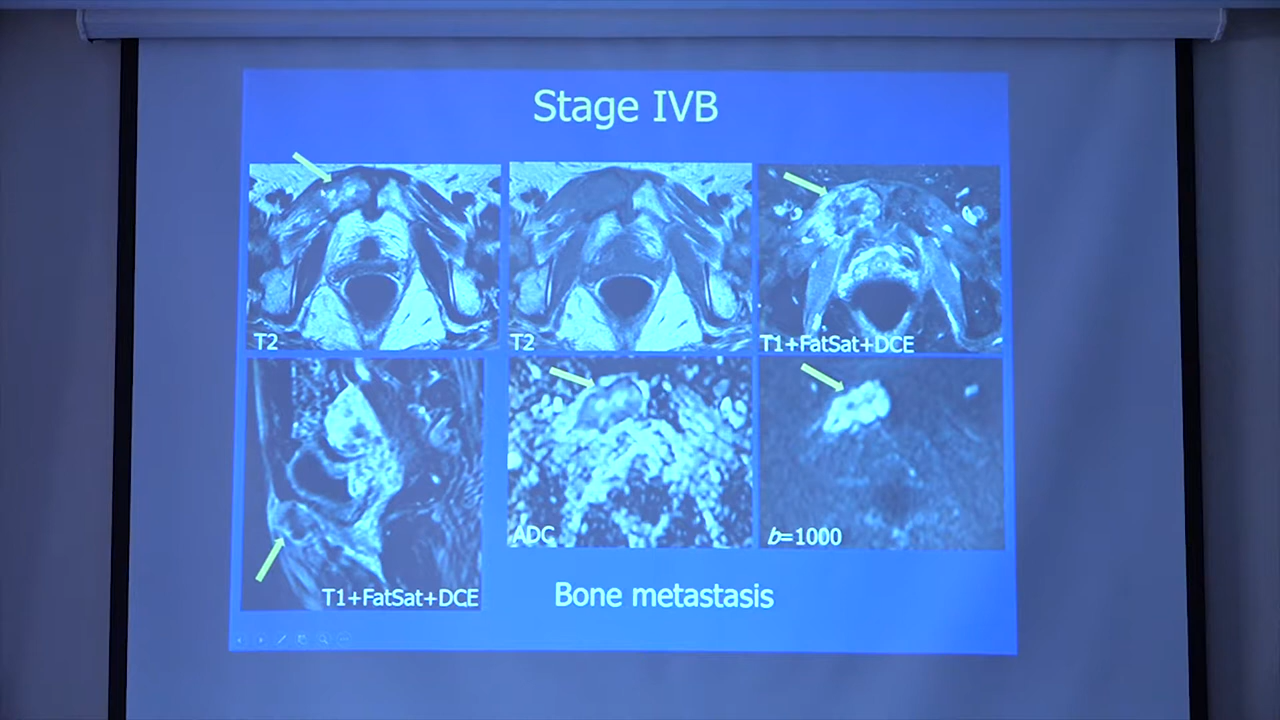 Stage IVB
T2
T2
T1+FatSat+DCE
T1+FatSat+DCE
ADC
b=1000
Bone metastasis